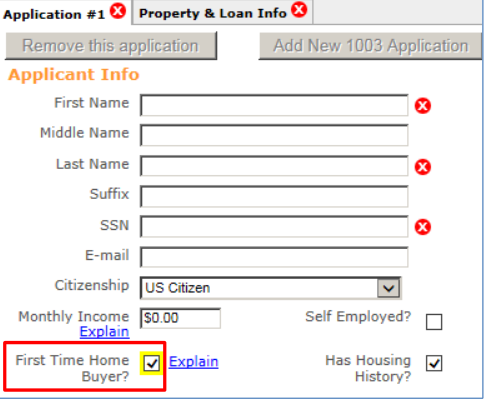 Application #1 Property & Loan Info
Remove this application Add New 1003 Application
Applicant Info
First Name
Middle Name
Last Name
Suffix
SSN
E-mail
Citizenship US Citizen
Monthly Income $0.00 Self Employed?
Explain
First Time Home Explain Has Housing
Buyer? History?